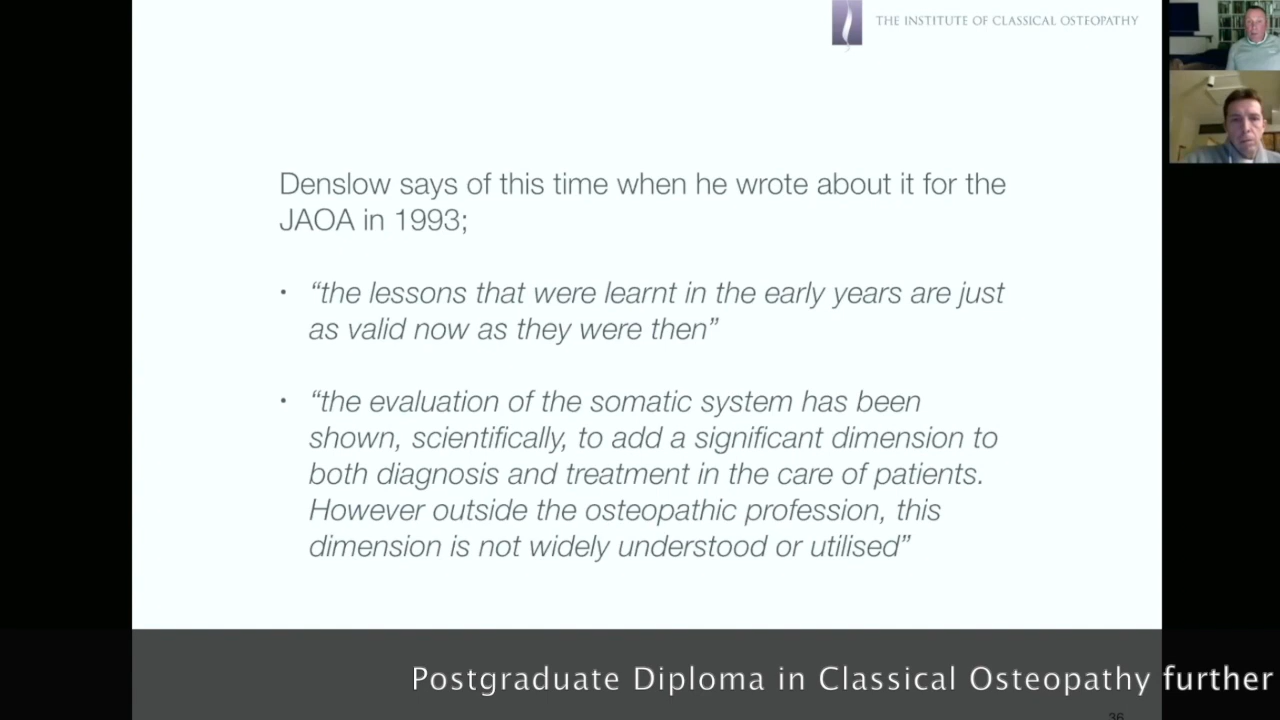 THE INSTITUTE OF CLASSICAL OSTEOPATHY
Denslow says of this time when he wrote about it for the
JAOA in 1993;
• “the lessons that were learnt in the early years are just
as valid now as they were then”
• “the evaluation of the somatic system has been
shown, scientifically, to add a significant dimension to
both diagnosis and treatment in the care of patients.
However outside the osteopathic profession, this
dimension is not widely understood or utilised”
Postgraduate Diploma in Classical Osteopathy further
36